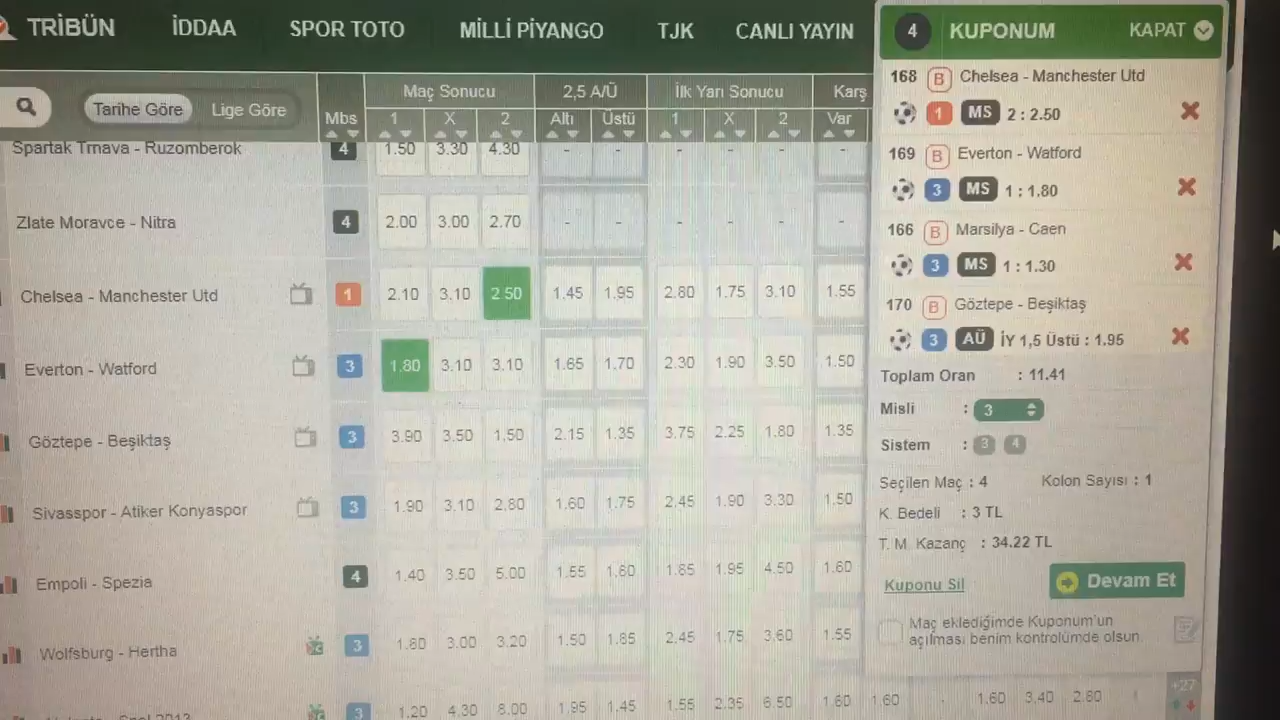 TRİBÜN İDDAA SPOR TOTO MİLLİ PİYANGO TJK CANLI YAYIN
Tarihe Göre Lige Göre Mbs Maç Sonucu 2,5 A/Ü İlk Yarı Sonucu Karş
1 X 2 Altı Üstü 1 X 2 Var
Spartak Trnava - Ruzomberok 4 1.50 3.30 4.30 - - - - - -
Zlate Moravce - Nitra 4 2.00 3.00 2.70 - - - - - -
Chelsea - Manchester Utd 1 2.10 3.10 2.50 1.45 1.95 2.80 1.75 3.10 1.55
Everton - Watford 3 1.80 3.10 3.10 1.65 1.70 2.30 1.90 3.50 1.50
Göztepe - Beşiktaş 3 3.90 3.50 1.50 2.15 1.35 3.75 2.25 1.80 1.35
Sivasspor - Atiker Konyaspor 3 1.90 3.10 2.80 1.60 1.75 2.45 1.90 3.30 1.50
Empoli - Spezia 4 1.40 3.50 5.00 1.55 1.80 1.85 1.95 4.50 1.60
Wolfsburg - Hertha 3 1.80 3.00 3.20 1.50 1.85 2.45 1.75 3.60 1.55
3 1.20 4.30 8.00 1.95 1.45 1.55 2.35 6.50 1.60 1.60 - 1.60 3.40 2.80
+27
4 KUPONUM KAPAT
168 B Chelsea - Manchester Utd
1 MS 2 : 2.50
169 B Everton - Watford
3 MS 1 : 1.80
166 B Marsilya - Caen
3 MS 1 : 1.30
170 B Göztepe - Beşiktaş
3 AÜ İY 1,5 Üstü : 1.95
Toplam Oran : 11.41
Misli : 3
Sistem : 3 4
Seçilen Maç : 4 Kolon Sayısı : 1
K. Bedeli : 3 TL
T. M. Kazanç : 34.22 TL
Kuponu Sil Devam Et
Maç eklediğimde Kuponum'un
açılması benim kontrolümde olsun.